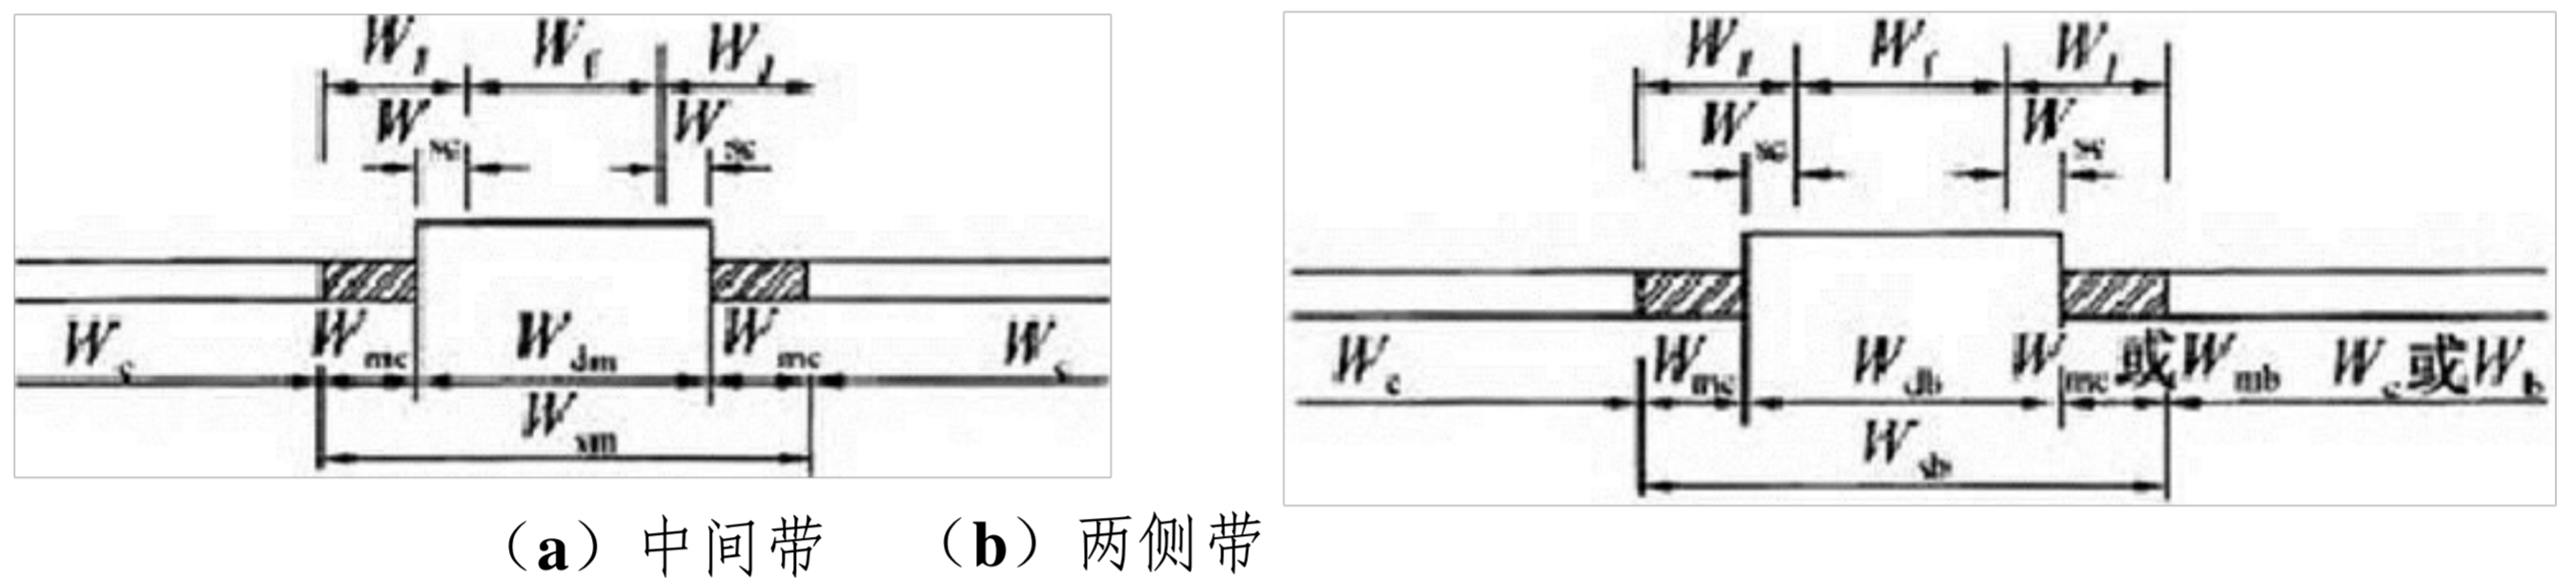 W_l W_f W_l W_l W_f W_l
W_sc W_sc W_sc W_sc
W_c W_mc W_dm W_mc W_c W_c W_mc W_db W_mc或W_mb W_c或W_b
W_sm W_sb
（a）中间带 （b）两侧带